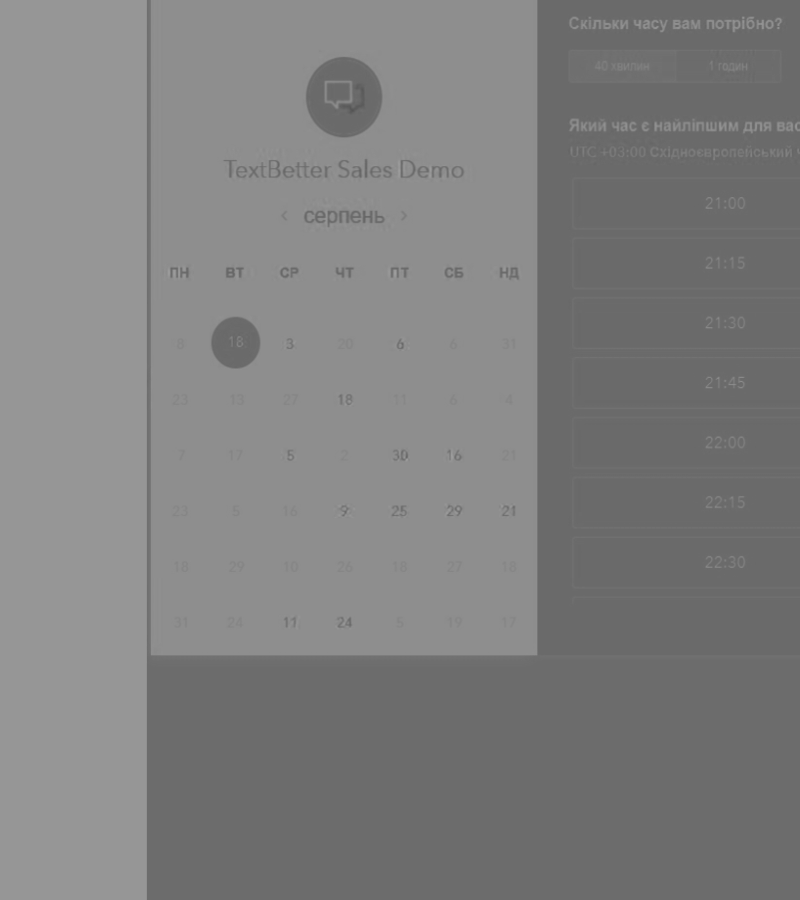 TextBetter Sales Demo
серпень
ПН ВТ СР ЧТ ПТ СБ НД
8 18 3 20 6 6 31
23 13 27 18 11 6 4
7 17 5 2 30 16 21
23 5 16 9 25 29 21
18 29 10 26 18 27 18
31 24 11 24 5 19 17
Скільки часу вам потрібно?
40 хвилин 1 годин
Який час є найліпшим для вас
UTC +03:00 Східноєвропейський
21:00
21:15
21:30
21:45
22:00
22:15
22:30